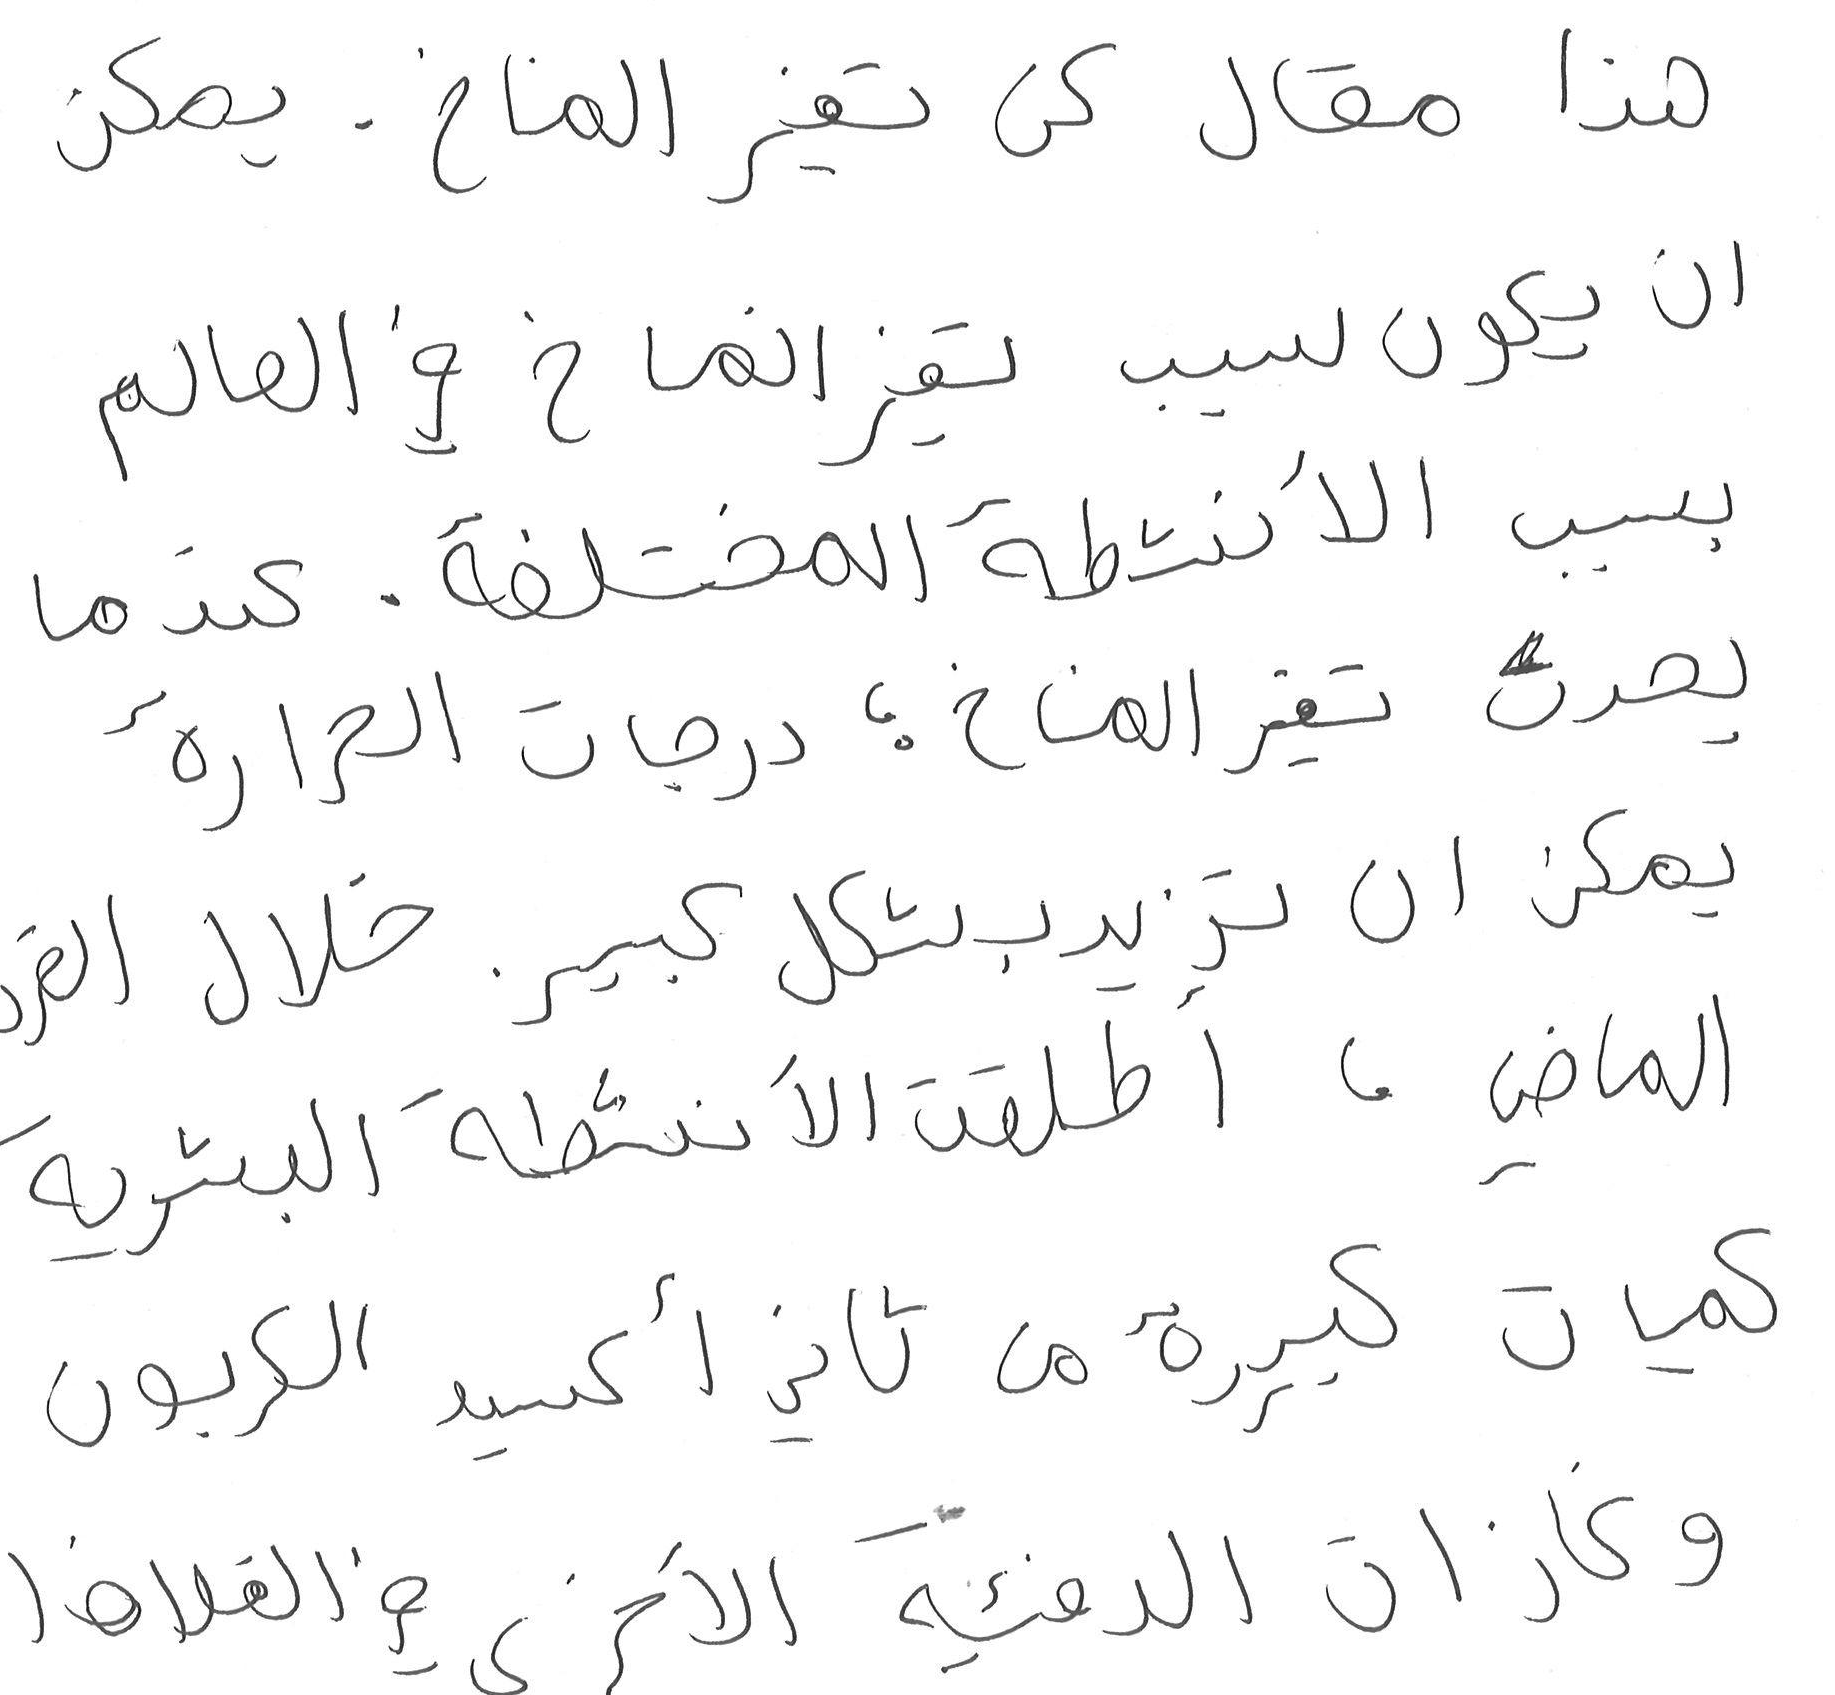 هذا مقال عن تغير المناخ. يمكن
ان يكون سبب تغير المناخ في العالم
بسبب الأنشطة المختلفة. عندما
يحدث تغير المناخ؛ درجات الحرارة
يمكن ان تزيد بشكل كبير. خلال القرن
الماضي، أطلقت الأنشطة البشرية
كميات كبيرة من ثاني أكسيد الكربون
وغازات الدفيئة الأخرى في الغلاف ا